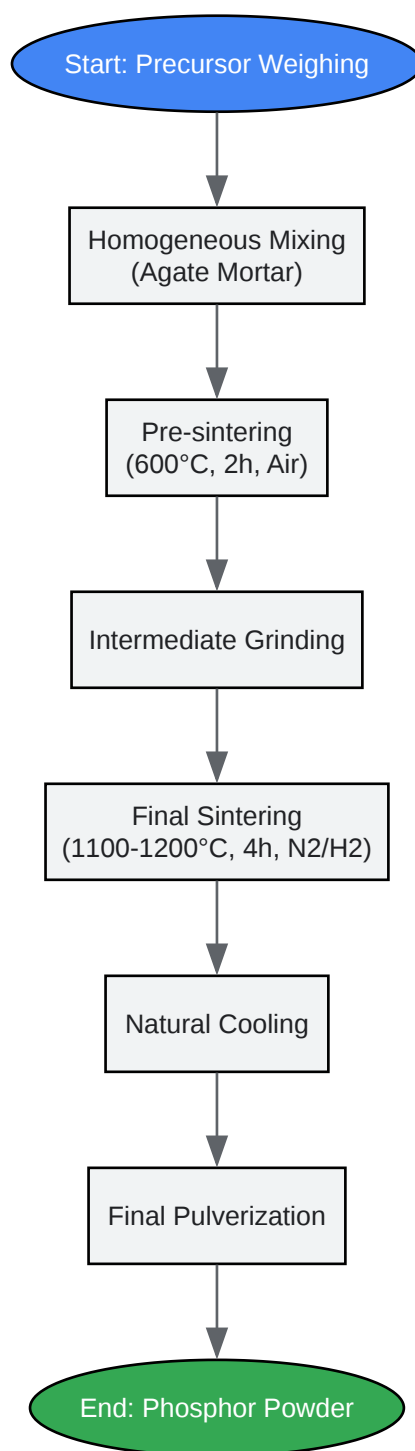 Start: Precursor Weighing
Homogeneous Mixing
(Agate Mortar)
Pre-sintering
(600°C, 2h, Air)
Intermediate Grinding
Final Sintering
(1100-1200°C, 4h, N2/H2)
Natural Cooling
Final Pulverization
End: Phosphor Powder